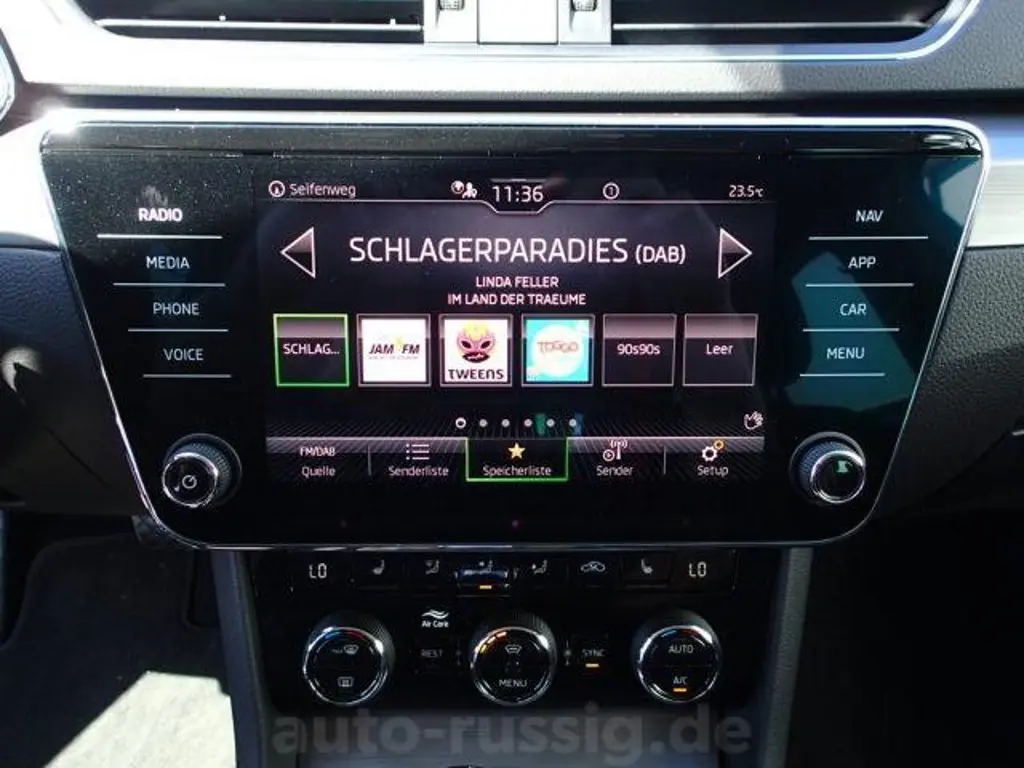 Seifenweg 11:36 1 23.5°C
RADIO
MEDIA
PHONE
VOICE
SCHLAGERPARADIES (DAB)
LINDA FELLER
IM LAND DER TRAEUME
SCHLAG... JAM FM TWEENS TOGGO 90s90s Leer
FM/DAB
Quelle Senderliste Speicherliste Sender Setup
NAV
APP
CAR
MENU
LO LO
Air Care
REST MENU SYNC AUTO
A/C
auto-russig.de